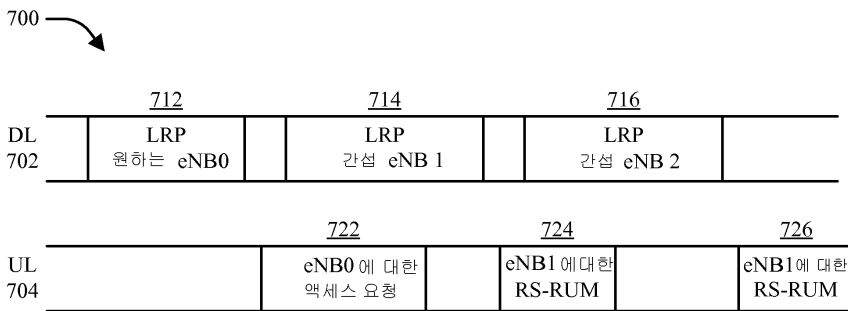 700
712
714
716
DL
702
LRP
원하는 eNB0
LRP
간섭 eNB 1
LRP
간섭 eNB 2
722
724
726
UL
704
eNB0 에 대한
액세스 요청
eNB1 에대한
RS-RUM
eNB1에 대한
RS-RUM